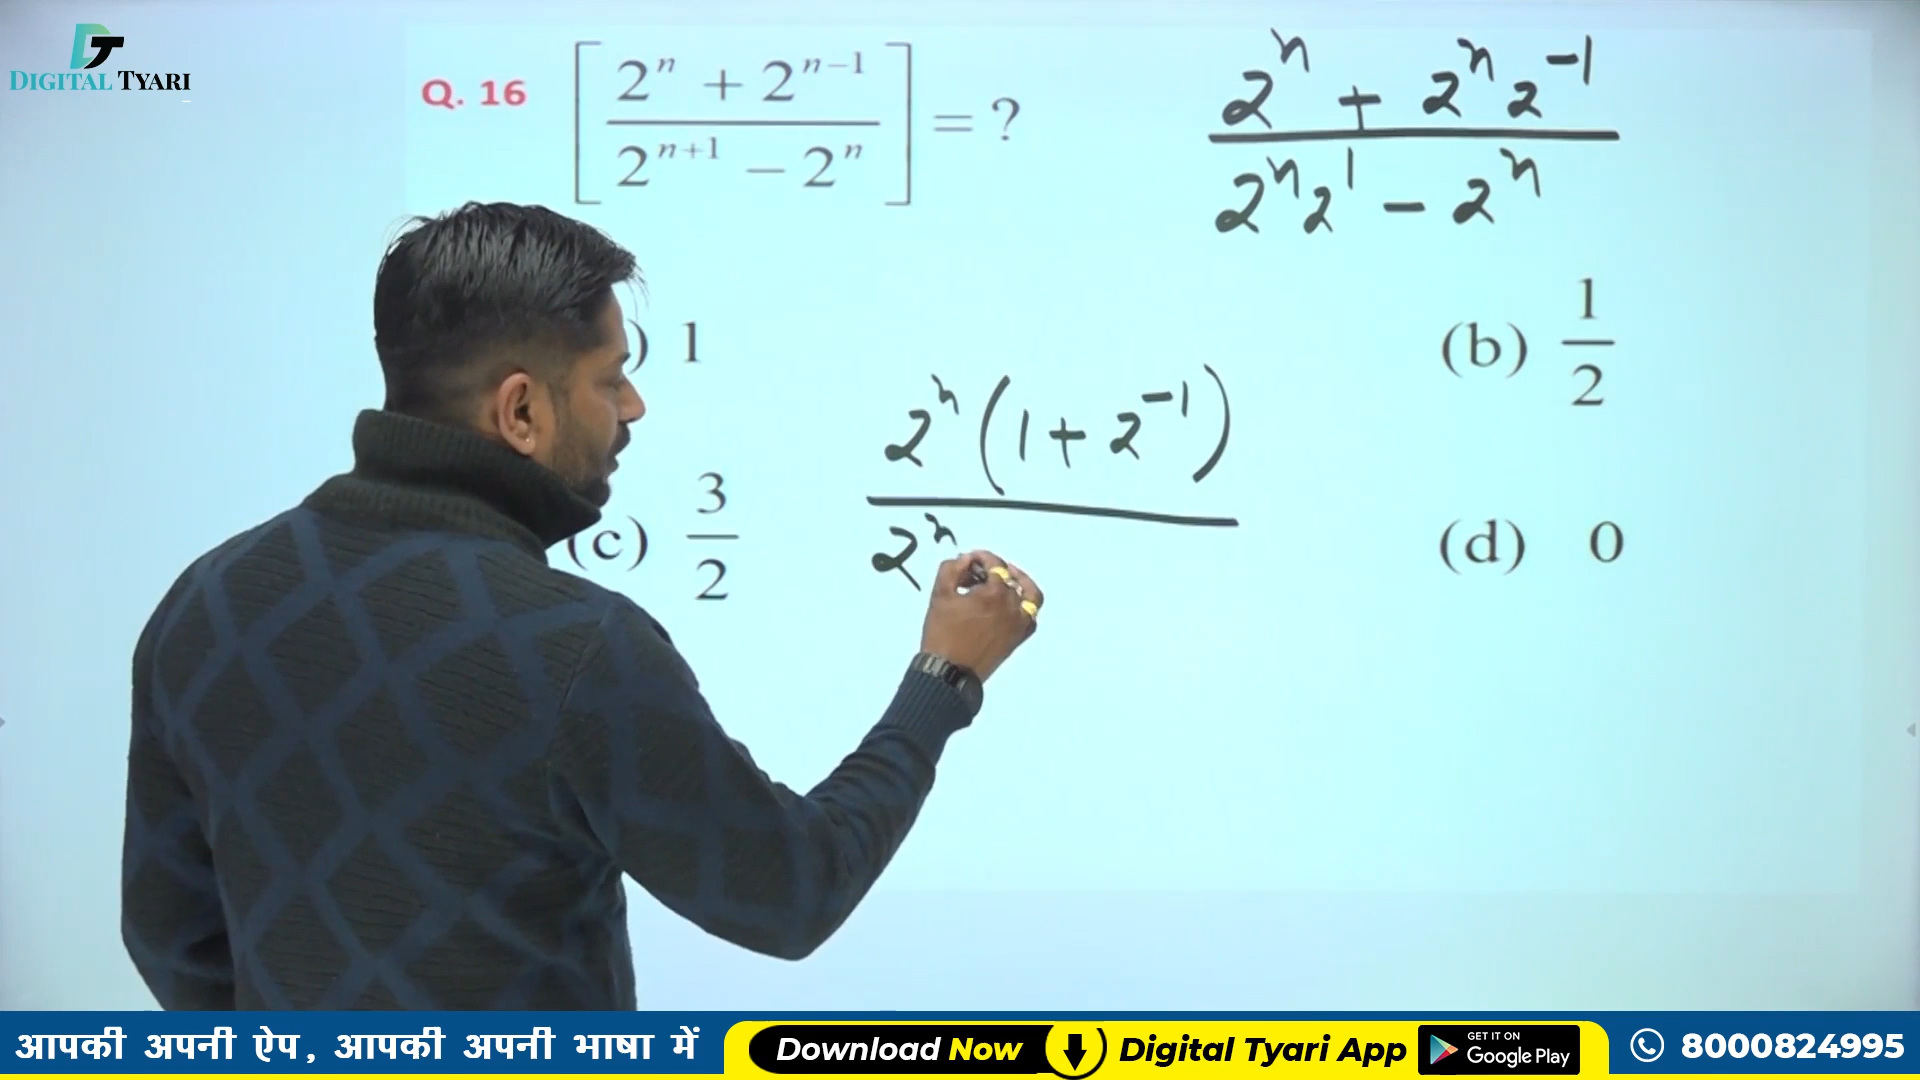 DIGITAL TYARI
Q. 16 [(2^n + 2^(n−1)) / (2^(n+1) − 2^n)] = ?
2^n + 2^n 2^-1
2^n 2^1 - 2^n
) 1
(b) 1/2
2^n (1 + 2^-1)
2^n
(c) 3/2
(d) 0
आपकी अपनी ऐप, आपकी अपनी भाषा में
Download Now
Digital Tyari App
GET IT ON
Google Play
8000824995